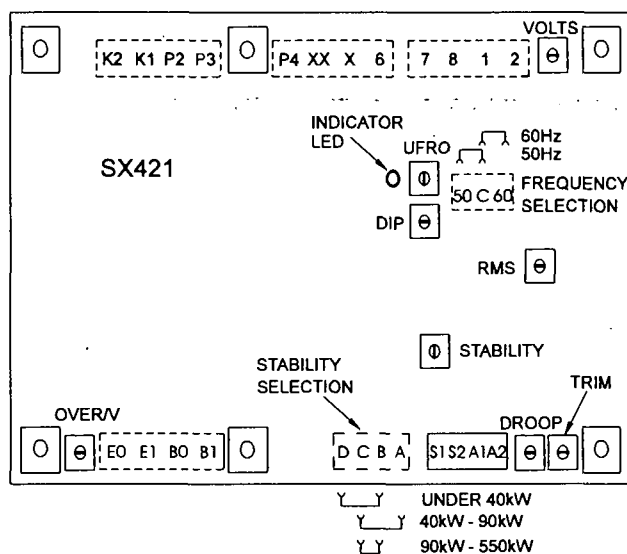 VOLTS
K2 K1 P2 P3
P4 XX X 6
7 8 1 2
INDICATOR
LED
UFRO
60Hz
50Hz
SX421
50 C 60
FREQUENCY
SELECTION
DIP
RMS
STABILITY
STABILITY
SELECTION
TRIM
OVER/V
DROOP
E0 E1 B0 B1
D C B A
S1 S2 A1 A2
UNDER 40kW
40kW - 90kW
90kW - 550kW